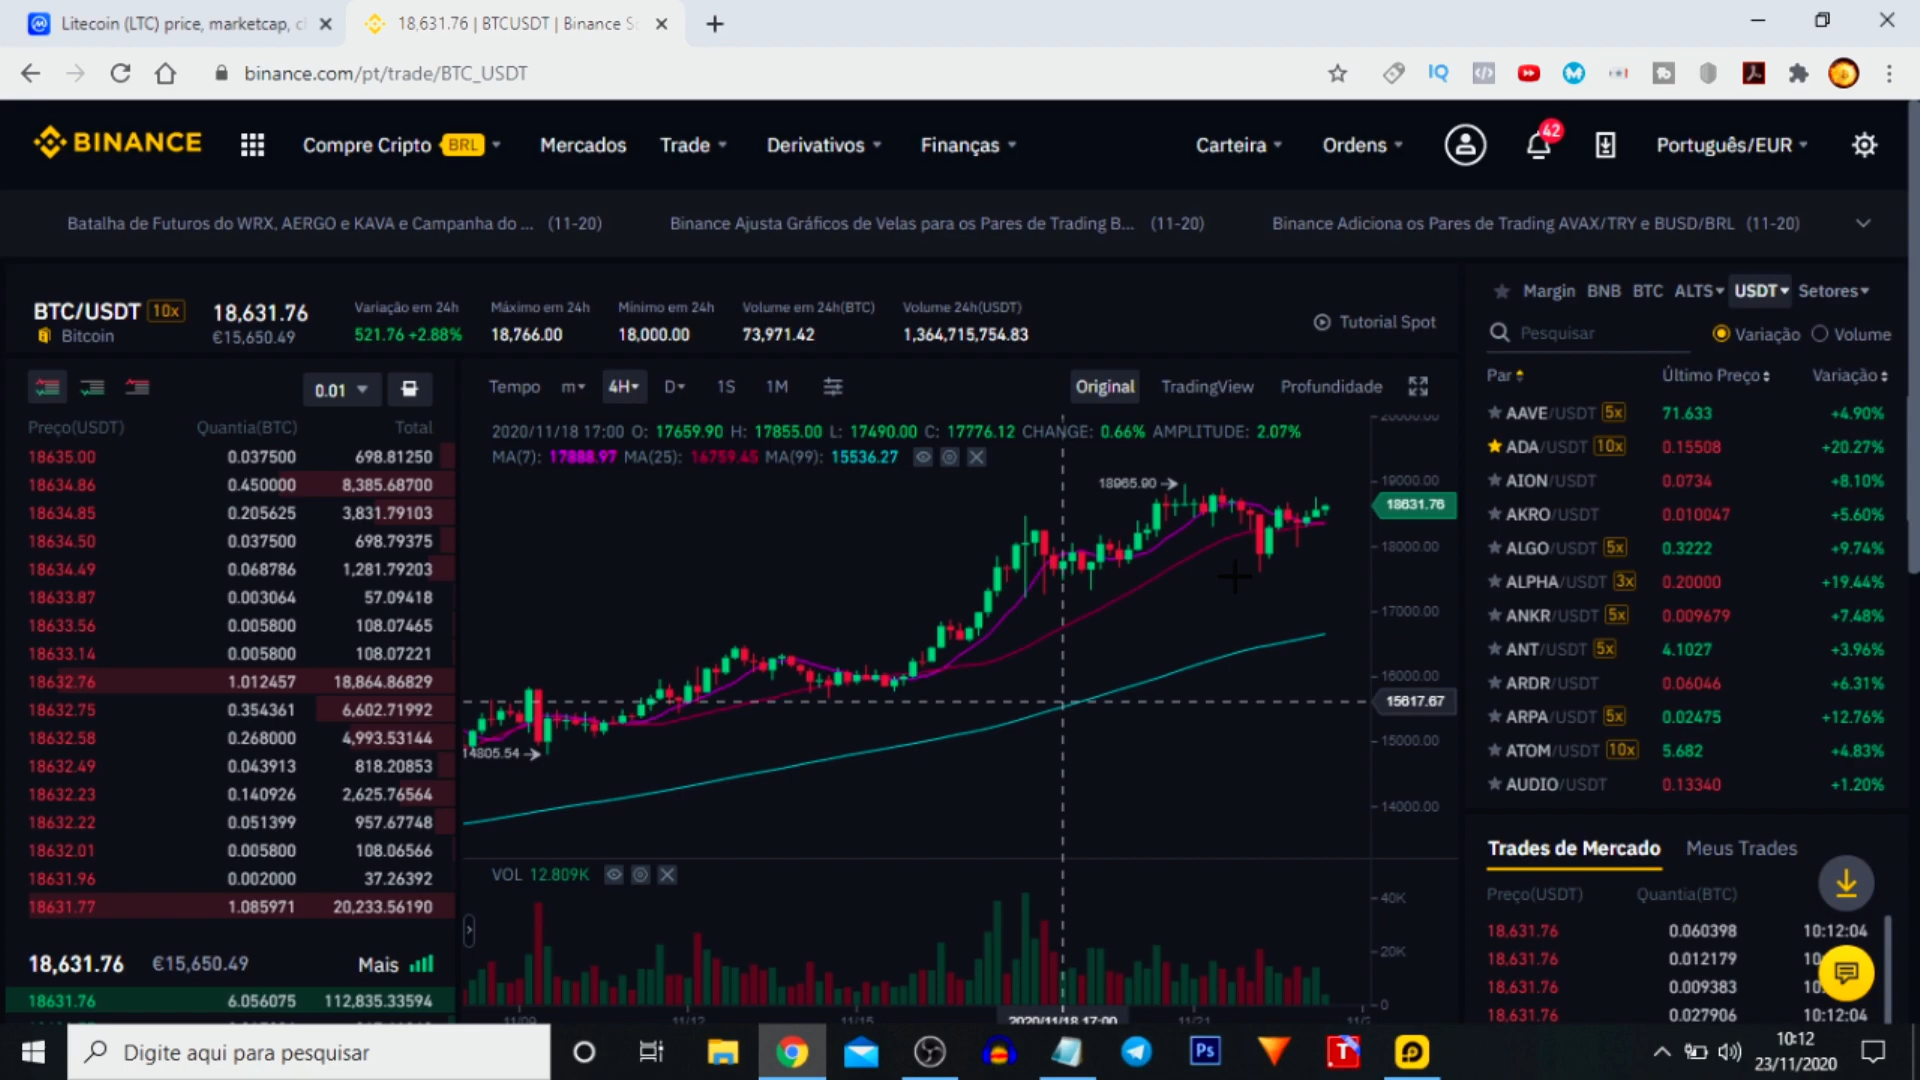 Litecoin (LTC) price, marketcap, c
18,631.76 | BTCUSDT | Binance S
binance.com/pt/trade/BTC_USDT
IQ
BINANCE
Compre Cripto BRL
Mercados
Trade
Derivativos
Finanças
Carteira
Ordens
42
Português/EUR
Batalha de Futuros do WRX, AERGO e KAVA e Campanha do ... (11-20)
Binance Ajusta Gráficos de Velas para os Pares de Trading B... (11-20)
Binance Adiciona os Pares de Trading AVAX/TRY e BUSD/BRL (11-20)
BTC/USDT 10x
Bitcoin
18,631.76
€15,650.49
Variação em 24h
521.76 +2.88%
Máximo em 24h
18,766.00
Mínimo em 24h
18,000.00
Volume em 24h(BTC)
73,971.42
Volume 24h(USDT)
1,364,715,754.83
Tutorial Spot
0.01
Preço(USDT) Quantia(BTC) Total
18635.00 0.037500 698.81250
18634.86 0.450000 8,385.68700
18634.85 0.205625 3,831.79103
18634.50 0.037500 698.79375
18634.49 0.068786 1,281.79203
18633.87 0.003064 57.09418
18633.56 0.005800 108.07465
18633.14 0.005800 108.07221
18632.76 1.012457 18,864.86829
18632.75 0.354361 6,602.71992
18632.58 0.268000 4,993.53144
18632.49 0.043913 818.20853
18632.23 0.140926 2,625.76564
18632.22 0.051399 957.67748
18632.01 0.005800 108.06566
18631.96 0.002000 37.26392
18631.77 1.085971 20,233.56190
18,631.76 €15,650.49 Mais
18631.76 6.056075 112,835.33594
Tempo m 4H D 1S 1M
Original TradingView Profundidade
2020/11/18 17:00 O: 17659.90 H: 17855.00 L: 17490.00 C: 17776.12 CHANGE: 0.66% AMPLITUDE: 2.07%
MA(7): 17888.97 MA(25): 16759.45 MA(99): 15536.27
20000.00
18965.90
19000.00
18631.76
18000.00
17000.00
16000.00
15617.67
15000.00
14805.54
14000.00
VOL 12.809K
40K
20K
0
11/09
11/12
11/15
2020/11/18 17:00
11/21
Margin BNB BTC ALTS USDT Setores
Pesquisar
Variação Volume
Par Último Preço Variação
AAVE/USDT 5x 71.633 +4.90%
ADA/USDT 10x 0.15508 +20.27%
AION/USDT 0.0734 +8.10%
AKRO/USDT 0.010047 +5.60%
ALGO/USDT 5x 0.3222 +9.74%
ALPHA/USDT 3x 0.20000 +19.44%
ANKR/USDT 5x 0.009679 +7.48%
ANT/USDT 5x 4.1027 +3.96%
ARDR/USDT 0.06046 +6.31%
ARPA/USDT 5x 0.02475 +12.76%
ATOM/USDT 10x 5.682 +4.83%
AUDIO/USDT 0.13340 +1.20%
Trades de Mercado Meus Trades
Preço(USDT) Quantia(BTC)
18,631.76 0.060398 10:12:04
18,631.76 0.012179 10:
18,631.76 0.009383 10:
18,631.76 0.027906 10:12:04
Digite aqui para pesquisar
Ps
T
10:12
23/11/2020